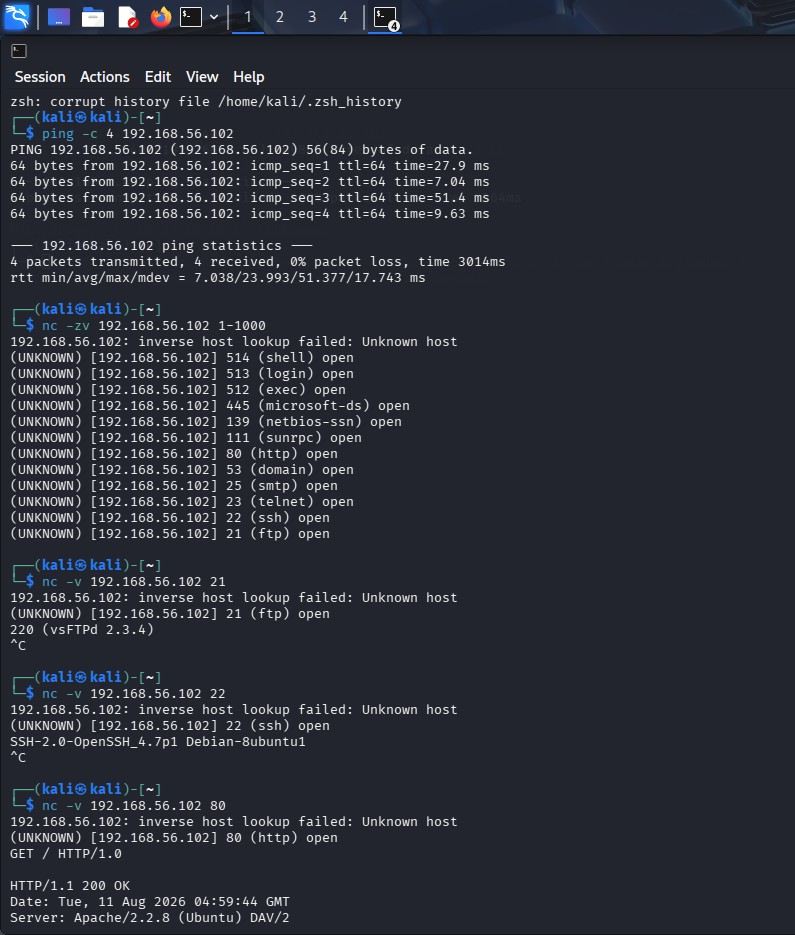 1 2 3 4
4
Session Actions Edit View Help
zsh: corrupt history file /home/kali/.zsh_history
┌──(kali㉿kali)-[~]
└─$ ping -c 4 192.168.56.102
PING 192.168.56.102 (192.168.56.102) 56(84) bytes of data.
64 bytes from 192.168.56.102: icmp_seq=1 ttl=64 time=27.9 ms
64 bytes from 192.168.56.102: icmp_seq=2 ttl=64 time=7.04 ms
64 bytes from 192.168.56.102: icmp_seq=3 ttl=64 time=51.4 ms
64 bytes from 192.168.56.102: icmp_seq=4 ttl=64 time=9.63 ms

--- 192.168.56.102 ping statistics ---
4 packets transmitted, 4 received, 0% packet loss, time 3014ms
rtt min/avg/max/mdev = 7.038/23.993/51.377/17.743 ms

┌──(kali㉿kali)-[~]
└─$ nc -zv 192.168.56.102 1-1000
192.168.56.102: inverse host lookup failed: Unknown host
(UNKNOWN) [192.168.56.102] 514 (shell) open
(UNKNOWN) [192.168.56.102] 513 (login) open
(UNKNOWN) [192.168.56.102] 512 (exec) open
(UNKNOWN) [192.168.56.102] 445 (microsoft-ds) open
(UNKNOWN) [192.168.56.102] 139 (netbios-ssn) open
(UNKNOWN) [192.168.56.102] 111 (sunrpc) open
(UNKNOWN) [192.168.56.102] 80 (http) open
(UNKNOWN) [192.168.56.102] 53 (domain) open
(UNKNOWN) [192.168.56.102] 25 (smtp) open
(UNKNOWN) [192.168.56.102] 23 (telnet) open
(UNKNOWN) [192.168.56.102] 22 (ssh) open
(UNKNOWN) [192.168.56.102] 21 (ftp) open

┌──(kali㉿kali)-[~]
└─$ nc -v 192.168.56.102 21
192.168.56.102: inverse host lookup failed: Unknown host
(UNKNOWN) [192.168.56.102] 21 (ftp) open
220 (vsFTPd 2.3.4)
^C

┌──(kali㉿kali)-[~]
└─$ nc -v 192.168.56.102 22
192.168.56.102: inverse host lookup failed: Unknown host
(UNKNOWN) [192.168.56.102] 22 (ssh) open
SSH-2.0-OpenSSH_4.7p1 Debian-8ubuntu1
^C

┌──(kali㉿kali)-[~]
└─$ nc -v 192.168.56.102 80
192.168.56.102: inverse host lookup failed: Unknown host
(UNKNOWN) [192.168.56.102] 80 (http) open
GET / HTTP/1.0

HTTP/1.1 200 OK
Date: Tue, 11 Aug 2026 04:59:44 GMT
Server: Apache/2.2.8 (Ubuntu) DAV/2